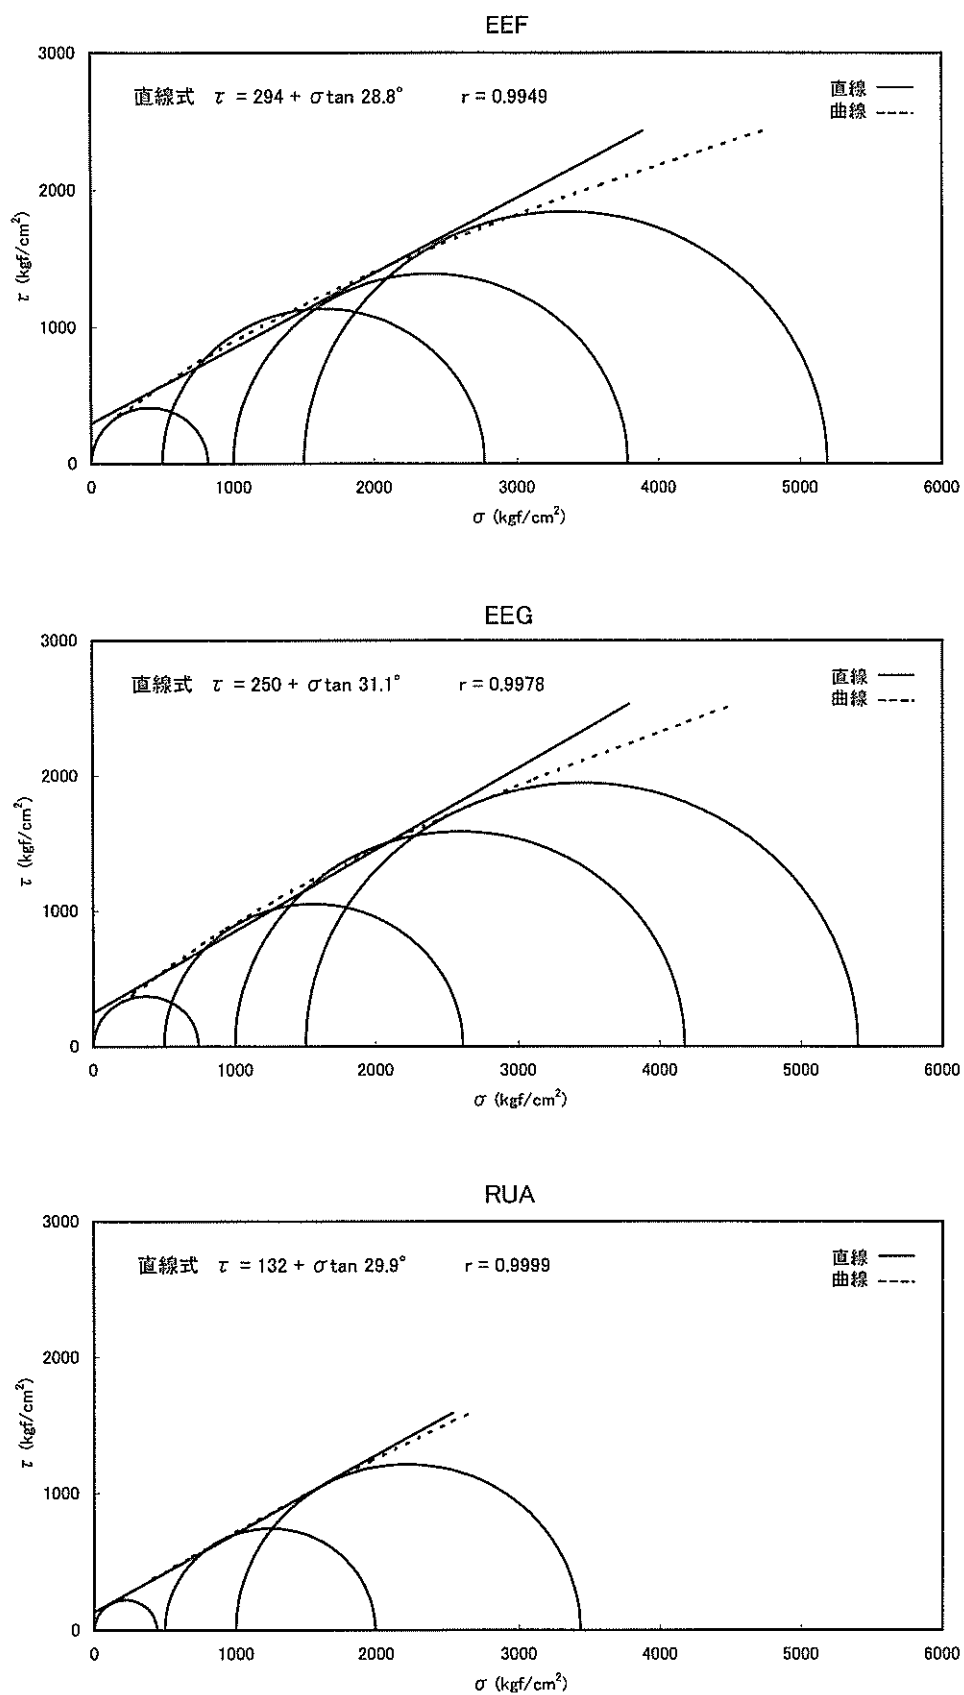 EEF
3000
直線式 τ = 294 + σ tan 28.8° r = 0.9949
直線
曲線
2000
τ (kgf/cm²)
1000
0
0 1000 2000 3000 4000 5000 6000
σ (kgf/cm²)
EEG
3000
直線式 τ = 250 + σ tan 31.1° r = 0.9978
直線
曲線
2000
τ (kgf/cm²)
1000
0
0 1000 2000 3000 4000 5000 6000
σ (kgf/cm²)
RUA
3000
直線式 τ = 132 + σ tan 29.9° r = 0.9999
直線
曲線
2000
τ (kgf/cm²)
1000
0
0 1000 2000 3000 4000 5000 6000
σ (kgf/cm²)